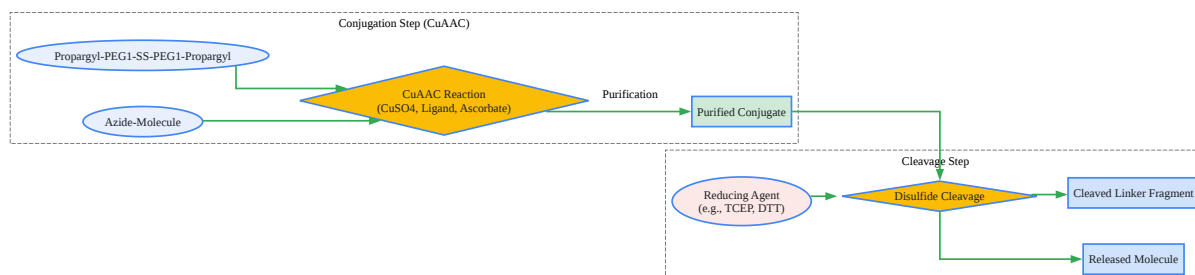 Conjugation Step (CuAAC)
Propargyl-PEG1-SS-PEG1-Propargyl
CuAAC Reaction
(CuSO4, Ligand, Ascorbate)
Purification
Purified Conjugate
Azide-Molecule
Cleavage Step
Reducing Agent
(e.g., TCEP, DTT)
Disulfide Cleavage
Cleaved Linker Fragment
Released Molecule